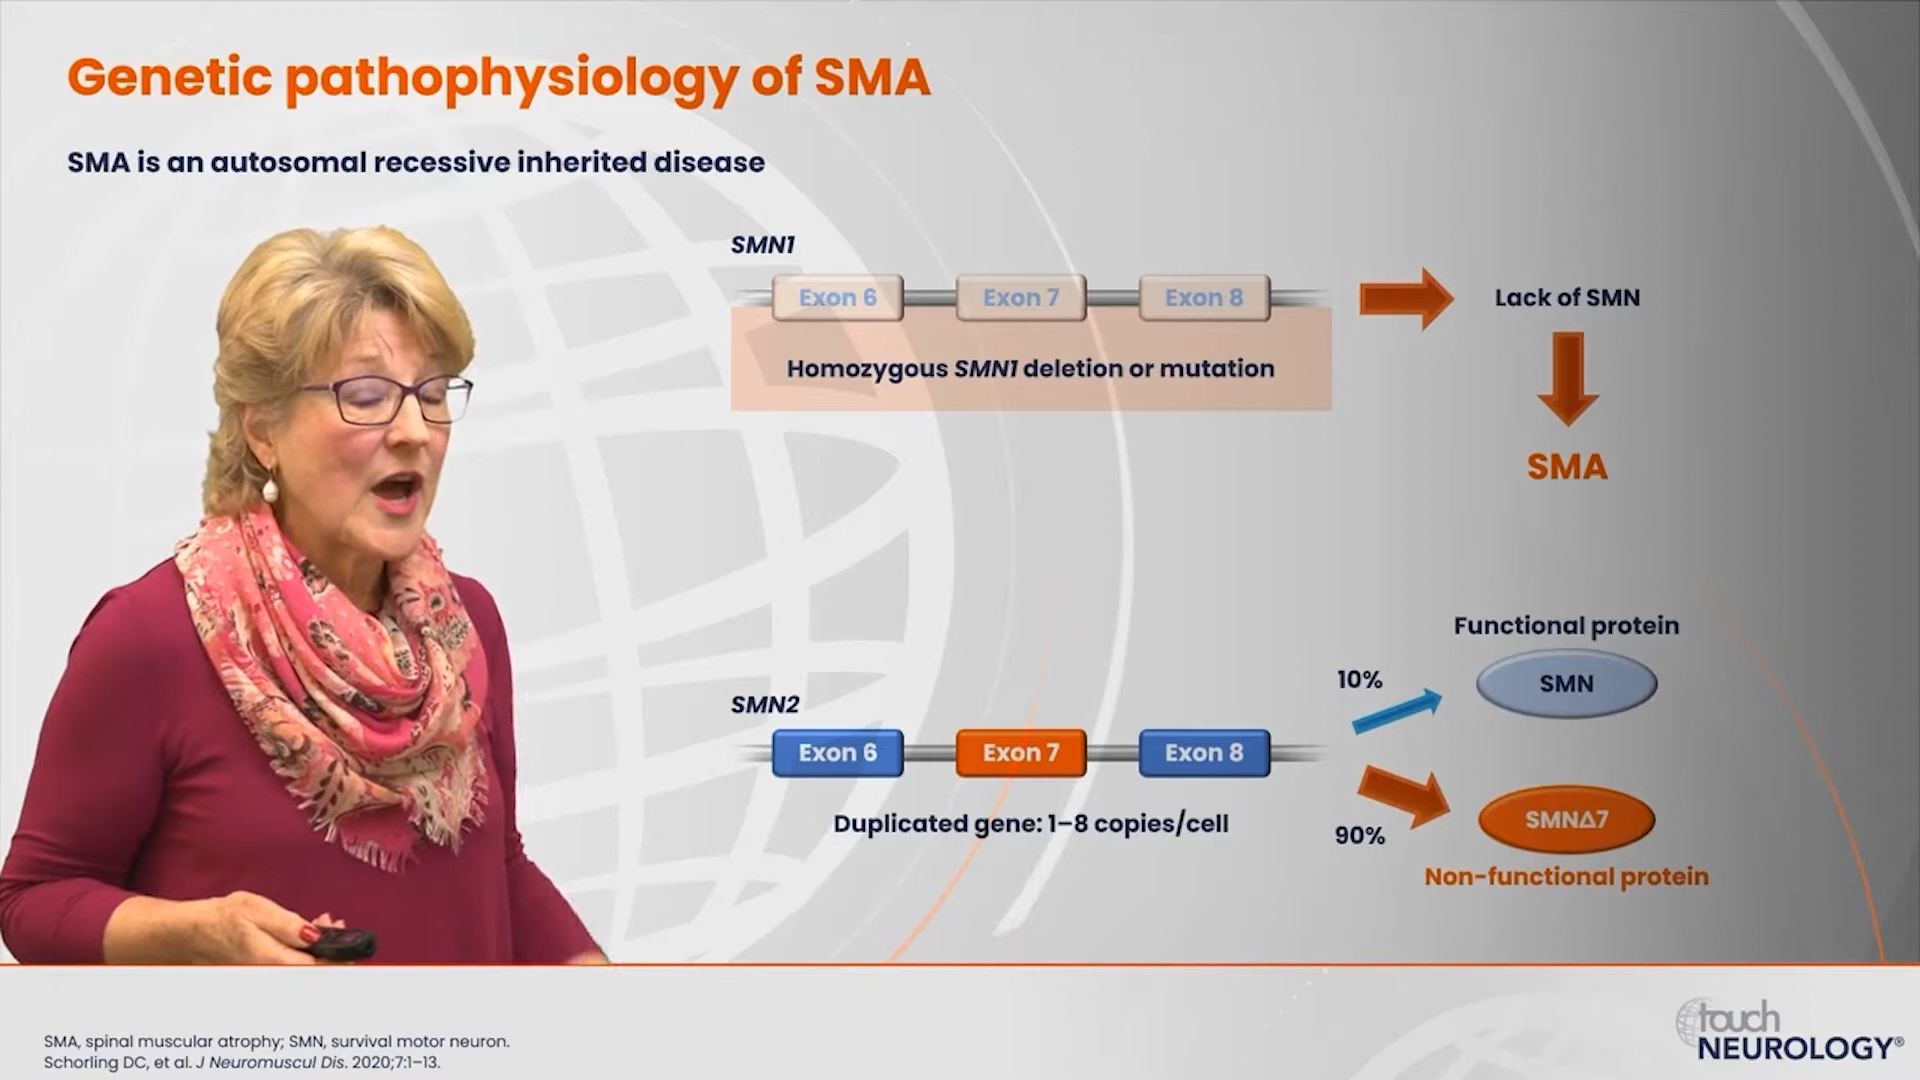 Genetic pathophysiology of SMA
SMA is an autosomal recessive inherited disease
SMN1
Exon 6
Exon 7
Exon 8
Homozygous SMN1 deletion or mutation
Lack of SMN
SMA
SMN2
Exon 6
Exon 7
Exon 8
Duplicated gene: 1–8 copies/cell
10%
90%
Functional protein
SMN
SMNΔ7
Non-functional protein
SMA, spinal muscular atrophy; SMN, survival motor neuron.
Schorling DC, et al. J Neuromuscul Dis. 2020;7:1–13.
touch
NEUROLOGY®